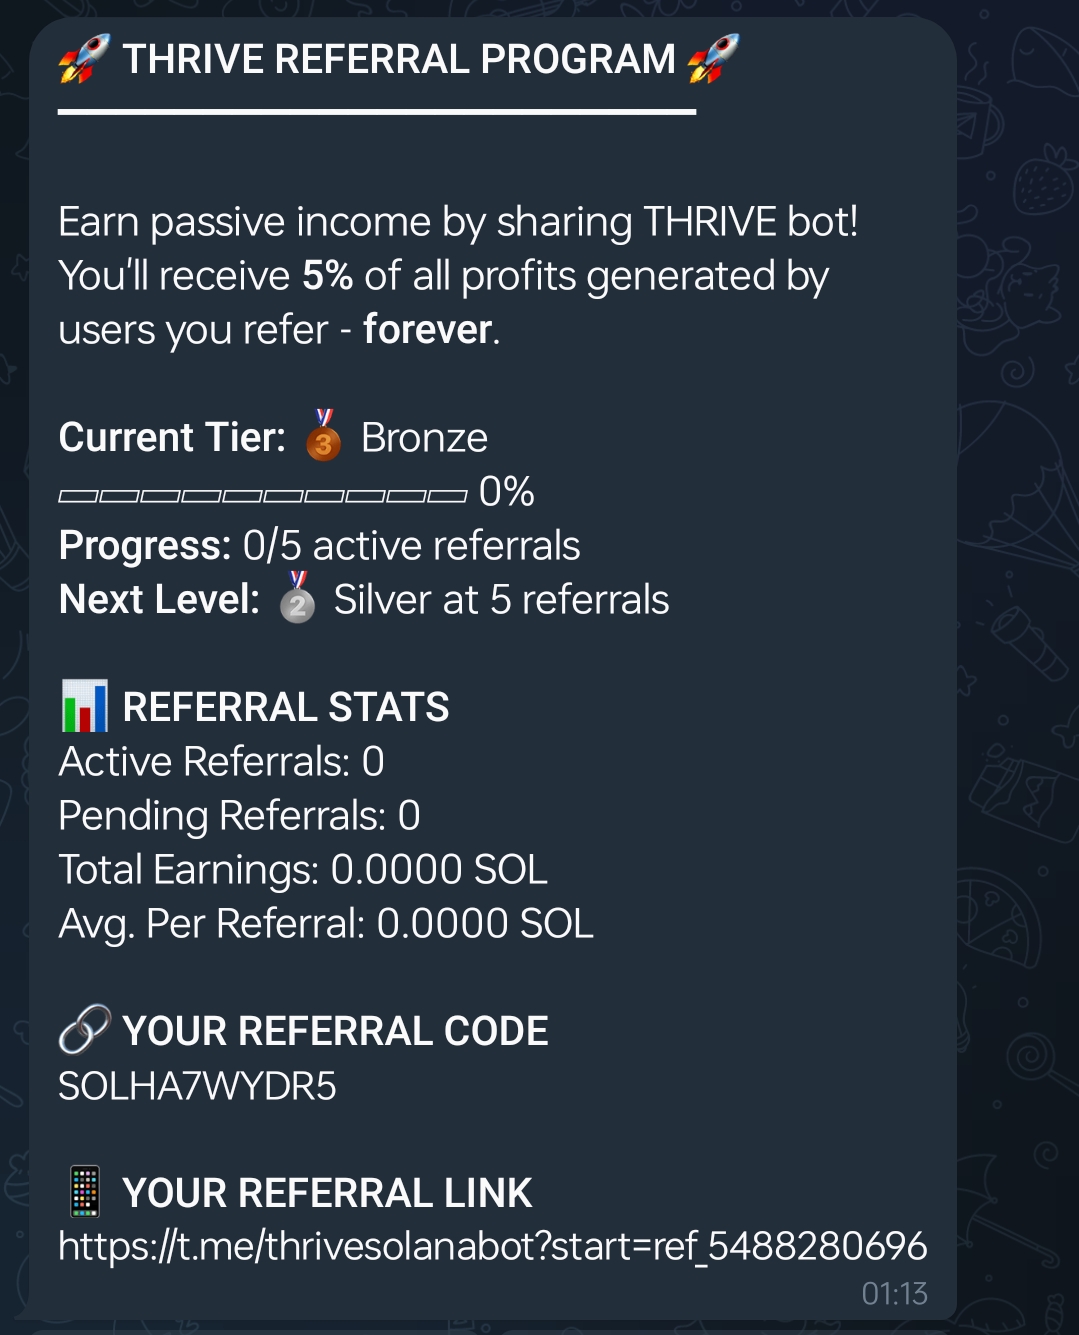 🚀 THRIVE REFERRAL PROGRAM 🚀
Earn passive income by sharing THRIVE bot!
You'll receive 5% of all profits generated by
users you refer - forever.
Current Tier: 🥉 Bronze
▱▱▱▱▱▱▱▱▱▱ 0%
Progress: 0/5 active referrals
Next Level: 🥈 Silver at 5 referrals
📊 REFERRAL STATS
Active Referrals: 0
Pending Referrals: 0
Total Earnings: 0.0000 SOL
Avg. Per Referral: 0.0000 SOL
🔗 YOUR REFERRAL CODE
SOLHA7WYDR5
📱 YOUR REFERRAL LINK
https://t.me/thrivesolanabot?start=ref_5488280696
01:13